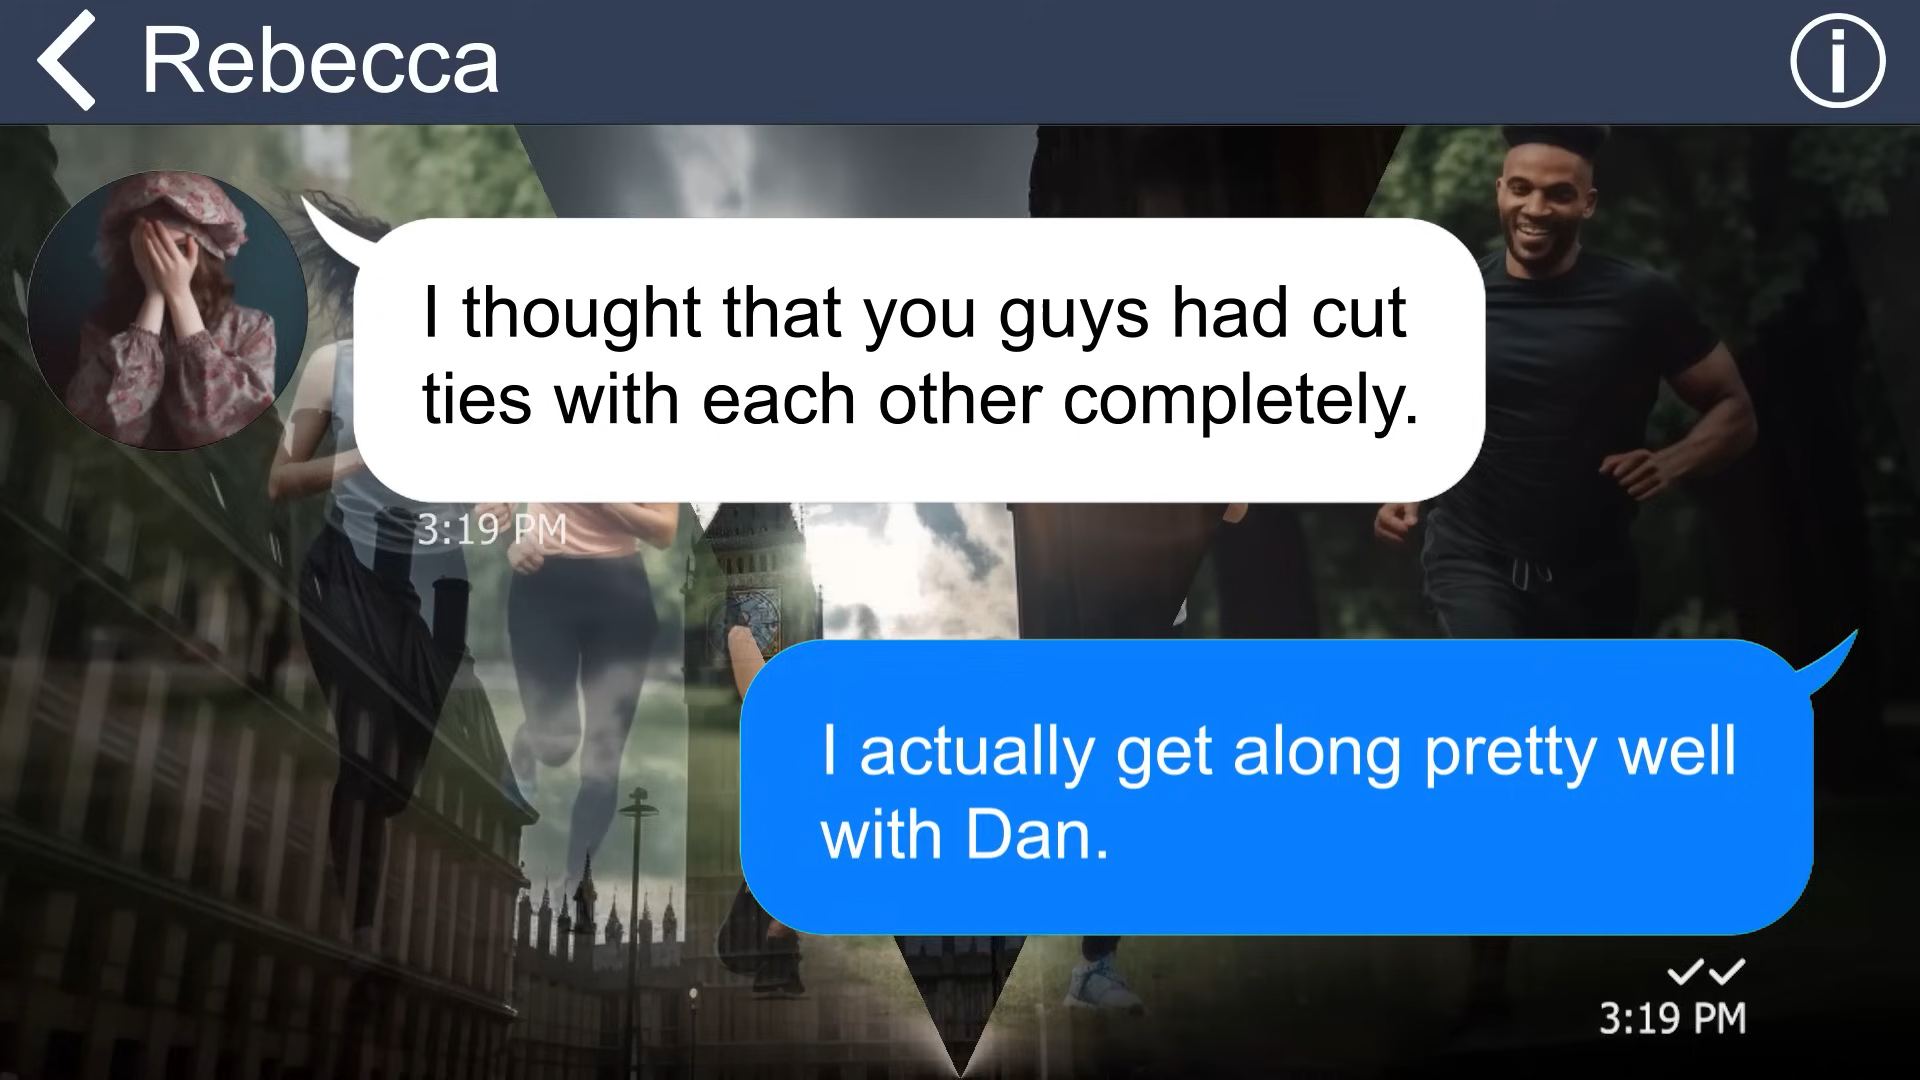 Rebecca
I thought that you guys had cut
ties with each other completely.
3:19 PM
I actually get along pretty well
with Dan.
3:19 PM